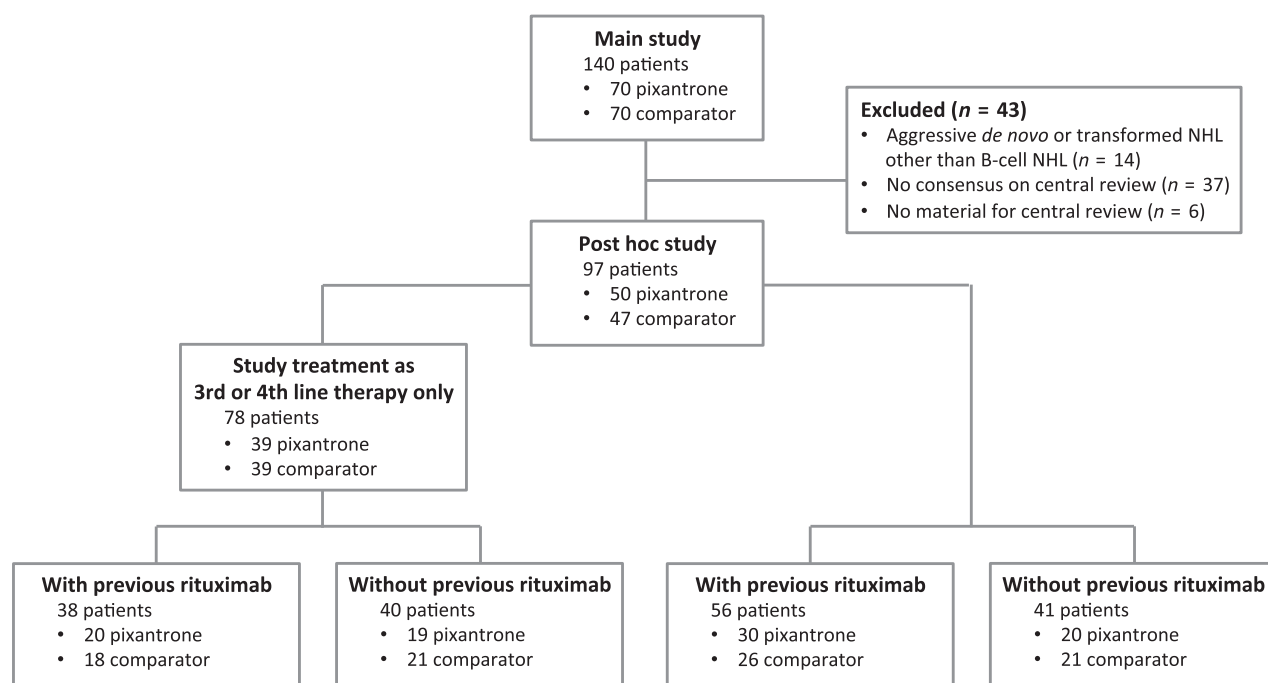 Main study
140 patients
• 70 pixantrone
• 70 comparator
Excluded (n = 43)
• Aggressive de novo or transformed NHL
other than B-cell NHL (n = 14)
• No consensus on central review (n = 37)
• No material for central review (n = 6)
Post hoc study
97 patients
• 50 pixantrone
• 47 comparator
Study treatment as
3rd or 4th line therapy only
78 patients
• 39 pixantrone
• 39 comparator
With previous rituximab
38 patients
• 20 pixantrone
• 18 comparator
Without previous rituximab
40 patients
• 19 pixantrone
• 21 comparator
With previous rituximab
56 patients
• 30 pixantrone
• 26 comparator
Without previous rituximab
41 patients
• 20 pixantrone
• 21 comparator